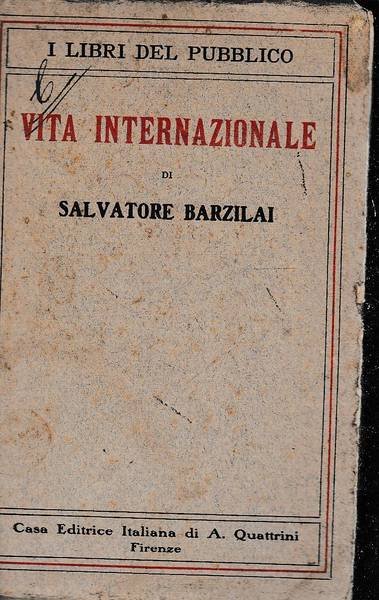 I LIBRI DEL PUBBLICO
VITA INTERNAZIONALE
DI
SALVATORE BARZILAI
Casa Editrice Italiana di A. Quattrini
Firenze